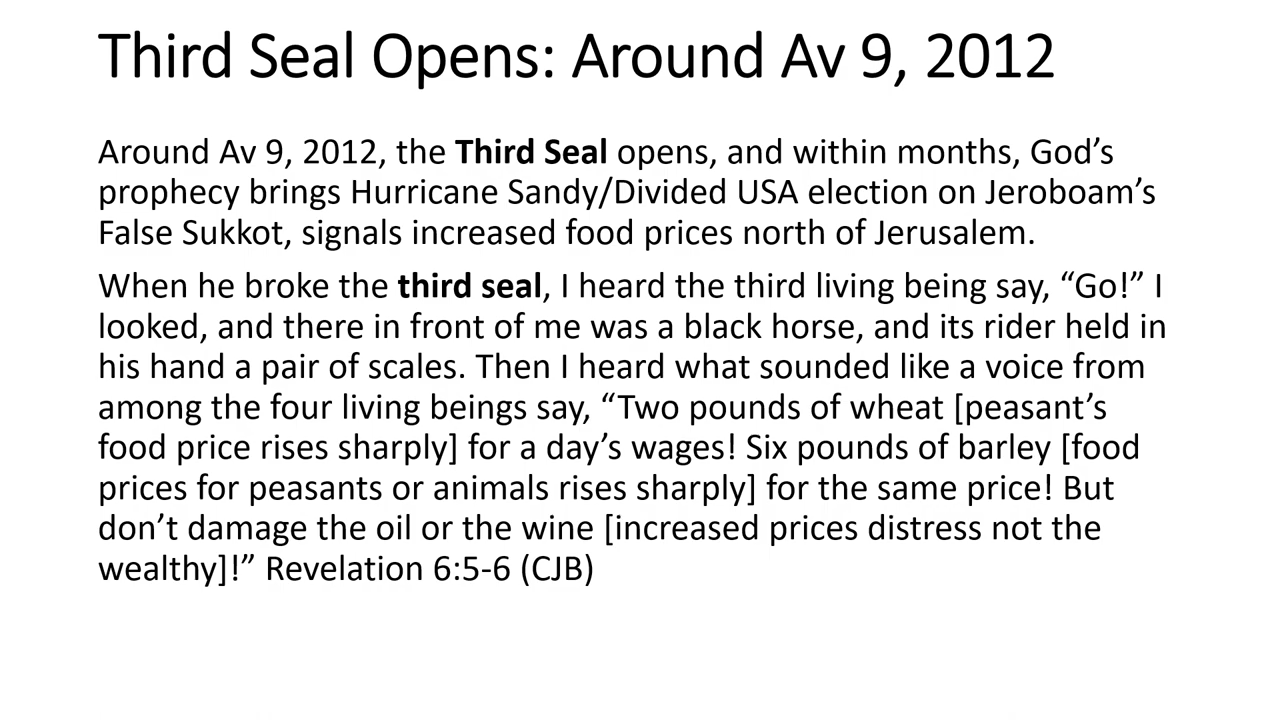 Third Seal Opens: Around Av 9, 2012
Around Av 9, 2012, the Third Seal opens, and within months, God’s
prophecy brings Hurricane Sandy/Divided USA election on Jeroboam’s
False Sukkot, signals increased food prices north of Jerusalem.
When he broke the third seal, I heard the third living being say, “Go!” I
looked, and there in front of me was a black horse, and its rider held in
his hand a pair of scales. Then I heard what sounded like a voice from
among the four living beings say, “Two pounds of wheat [peasant’s
food price rises sharply] for a day’s wages! Six pounds of barley [food
prices for peasants or animals rises sharply] for the same price! But
don’t damage the oil or the wine [increased prices distress not the
wealthy]!” Revelation 6:5-6 (CJB)